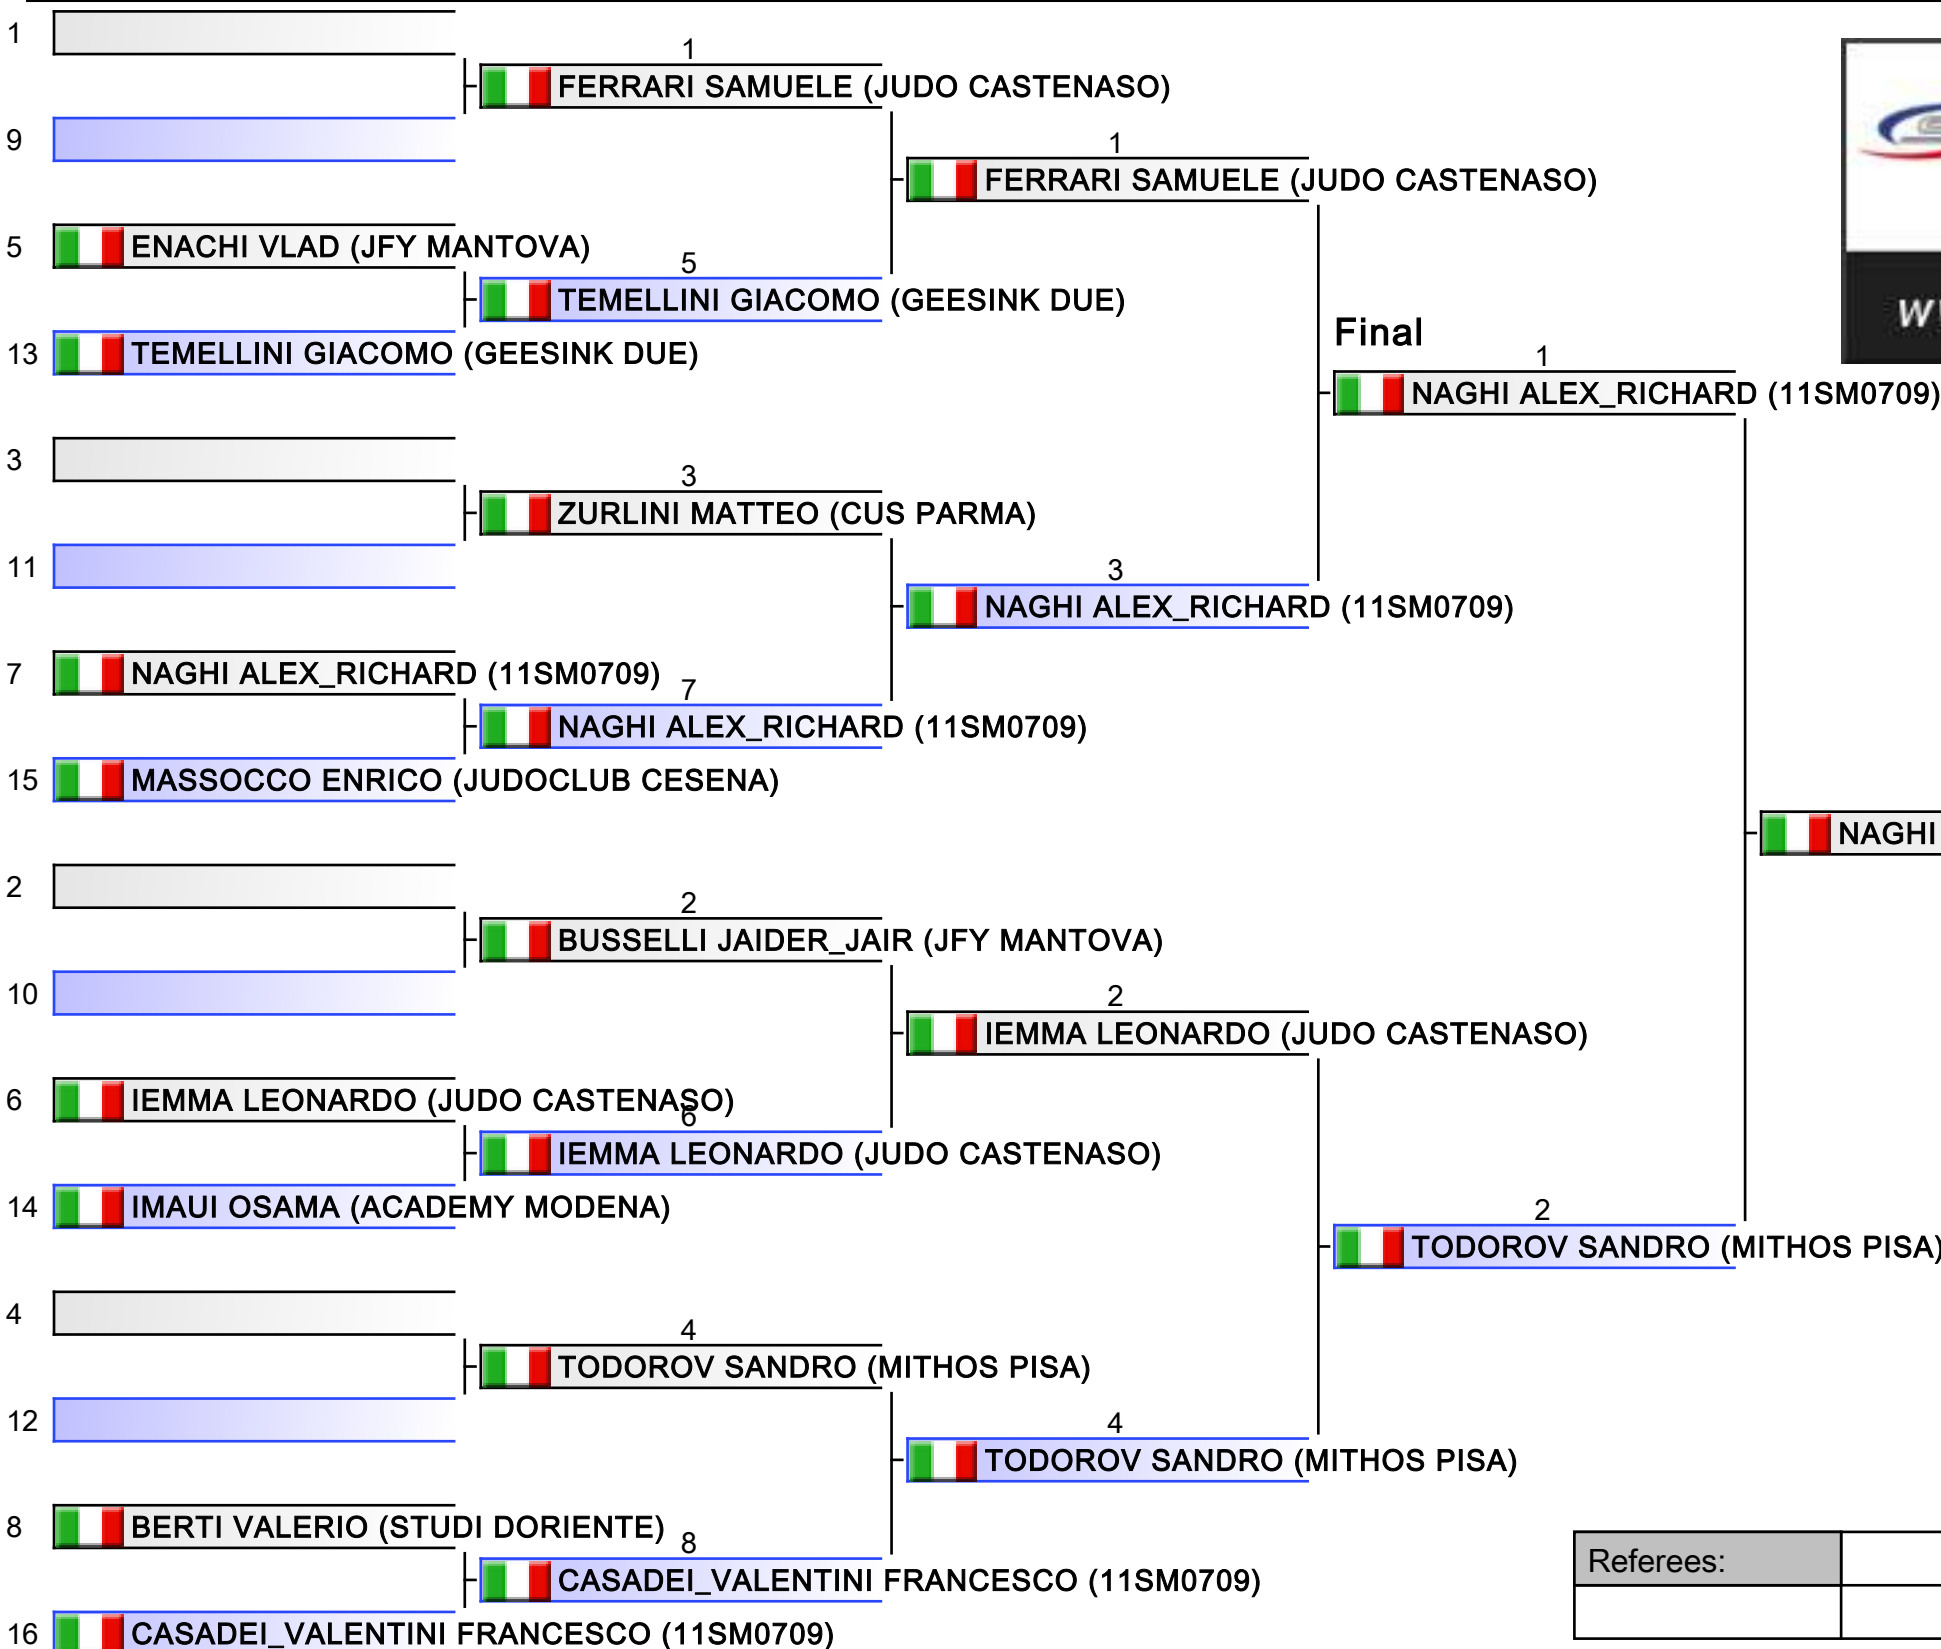 1
1
FERRARI SAMUELE (JUDO CASTENASO)
9
1
FERRARI SAMUELE (JUDO CASTENASO)
5 ENACHI VLAD (JFY MANTOVA)
5
TEMELLINI GIACOMO (GEESINK DUE)
13 TEMELLINI GIACOMO (GEESINK DUE)
Final
1
NAGHI ALEX_RICHARD (11SM0709)
3
3
ZURLINI MATTEO (CUS PARMA)
11
3
NAGHI ALEX_RICHARD (11SM0709)
7 NAGHI ALEX_RICHARD (11SM0709)
7
NAGHI ALEX_RICHARD (11SM0709)
15 MASSOCCO ENRICO (JUDOCLUB CESENA)
NAGHI
2
2
BUSSELLI JAIDER_JAIR (JFY MANTOVA)
10
2
IEMMA LEONARDO (JUDO CASTENASO)
6 IEMMA LEONARDO (JUDO CASTENASO)
6
IEMMA LEONARDO (JUDO CASTENASO)
14 IMAUI OSAMA (ACADEMY MODENA)
2
TODOROV SANDRO (MITHOS PISA)
4
4
TODOROV SANDRO (MITHOS PISA)
12
4
TODOROV SANDRO (MITHOS PISA)
8 BERTI VALERIO (STUDI DORIENTE)
8
CASADEI_VALENTINI FRANCESCO (11SM0709)
16 CASADEI_VALENTINI FRANCESCO (11SM0709)
Referees: